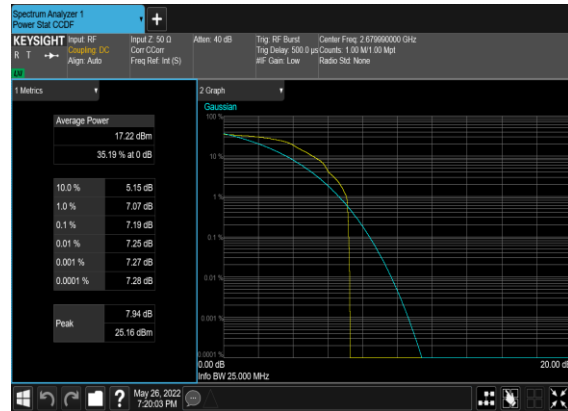 Spectrum Analyzer 1
Power Stat CCDF
KEYSIGHT
R T
LW
Input: RF
Coupling: DC
Align: Auto
Input Z: 50 Ω
Corr CCorr
Freq Ref: Int (S)
Atten: 40 dB
Trig: RF Burst
Trig Delay: 500.0 µs
#IF Gain: Low
Center Freq: 2.679990000 GHz
Counts: 1.00 M/1.00 Mpt
Radio Std: None
1 Metrics
Average Power
17.22 dBm
35.19 % at 0 dB
10.0 % 5.15 dB
1.0 % 7.07 dB
0.1 % 7.19 dB
0.01 % 7.25 dB
0.001 % 7.27 dB
0.0001 % 7.28 dB
Peak
7.94 dB
25.16 dBm
2 Graph
Gaussian
100 %
10 %
1 %
0.1 %
0.01 %
0.001 %
0.0001 %
0.00 dB
20.00 dB
Info BW 25.000 MHz
?
May 26, 2022
7:20:03 PM